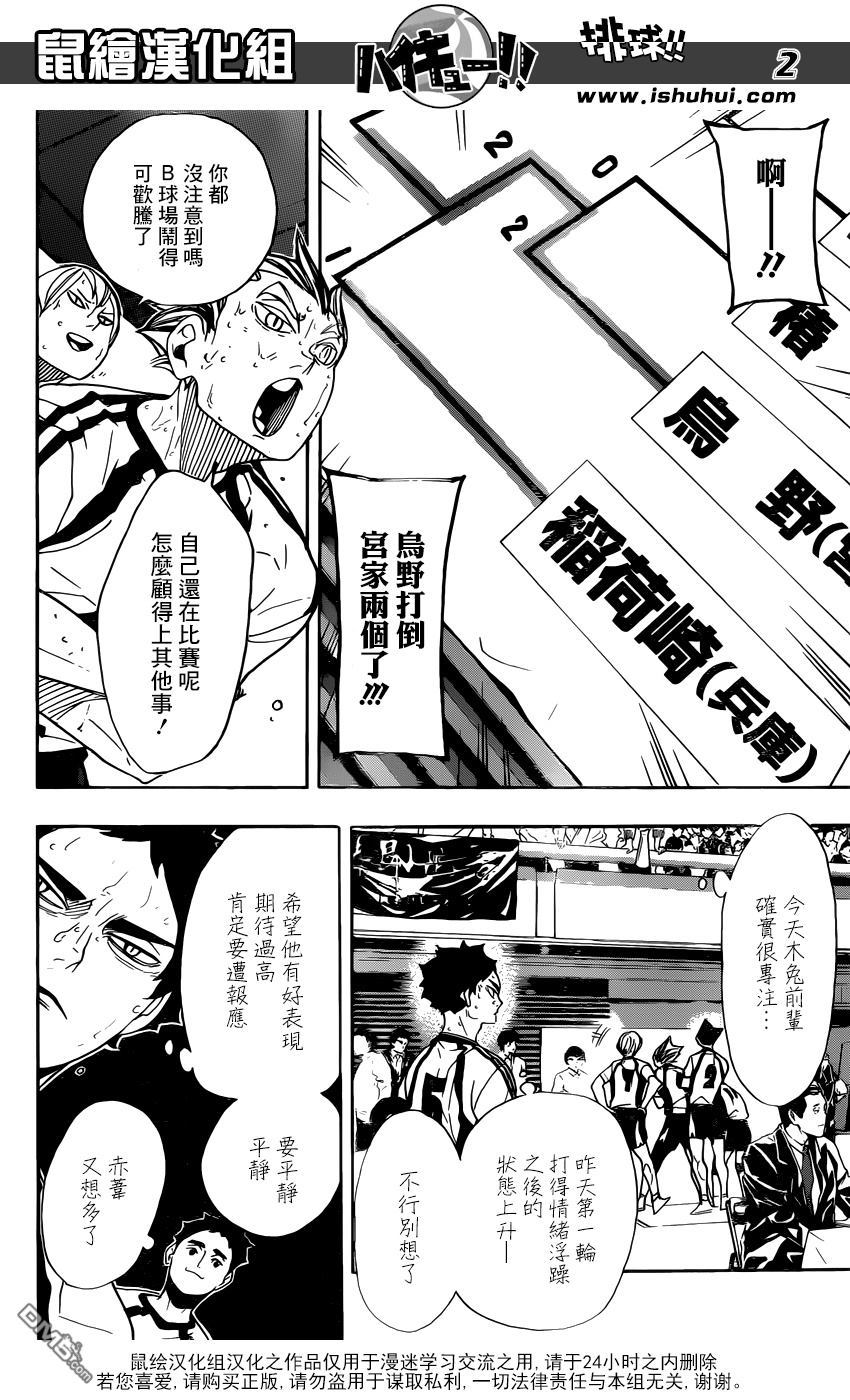 鼠繪漢化組
ハイキュー!!
排球!!
2
www.ishuhui.com
啊——!!
2
0
2
1
椿
烏野(宮
稲荷崎(兵庫)
烏野打倒
宮家兩個了!!!
你都
沒注意到嗎
B球場鬧得
可歡騰了
自己還在比賽呢
怎麼顧得上其他事!
今天木兔前輩
確實很專注…
昨天第一輪
打得情緒浮躁
之後的
狀態上升—
不行別想了
希望他有好表現
期待過高
肯定要遭報應
要平靜
平靜
赤葦
又想多了
鼠绘汉化组汉化之作品仅用于漫迷学习交流之用, 请于24小时之内删除
若您喜爱, 请购买正版, 请勿盗用于谋取私利, 一切法律责任与本组无关, 谢谢。